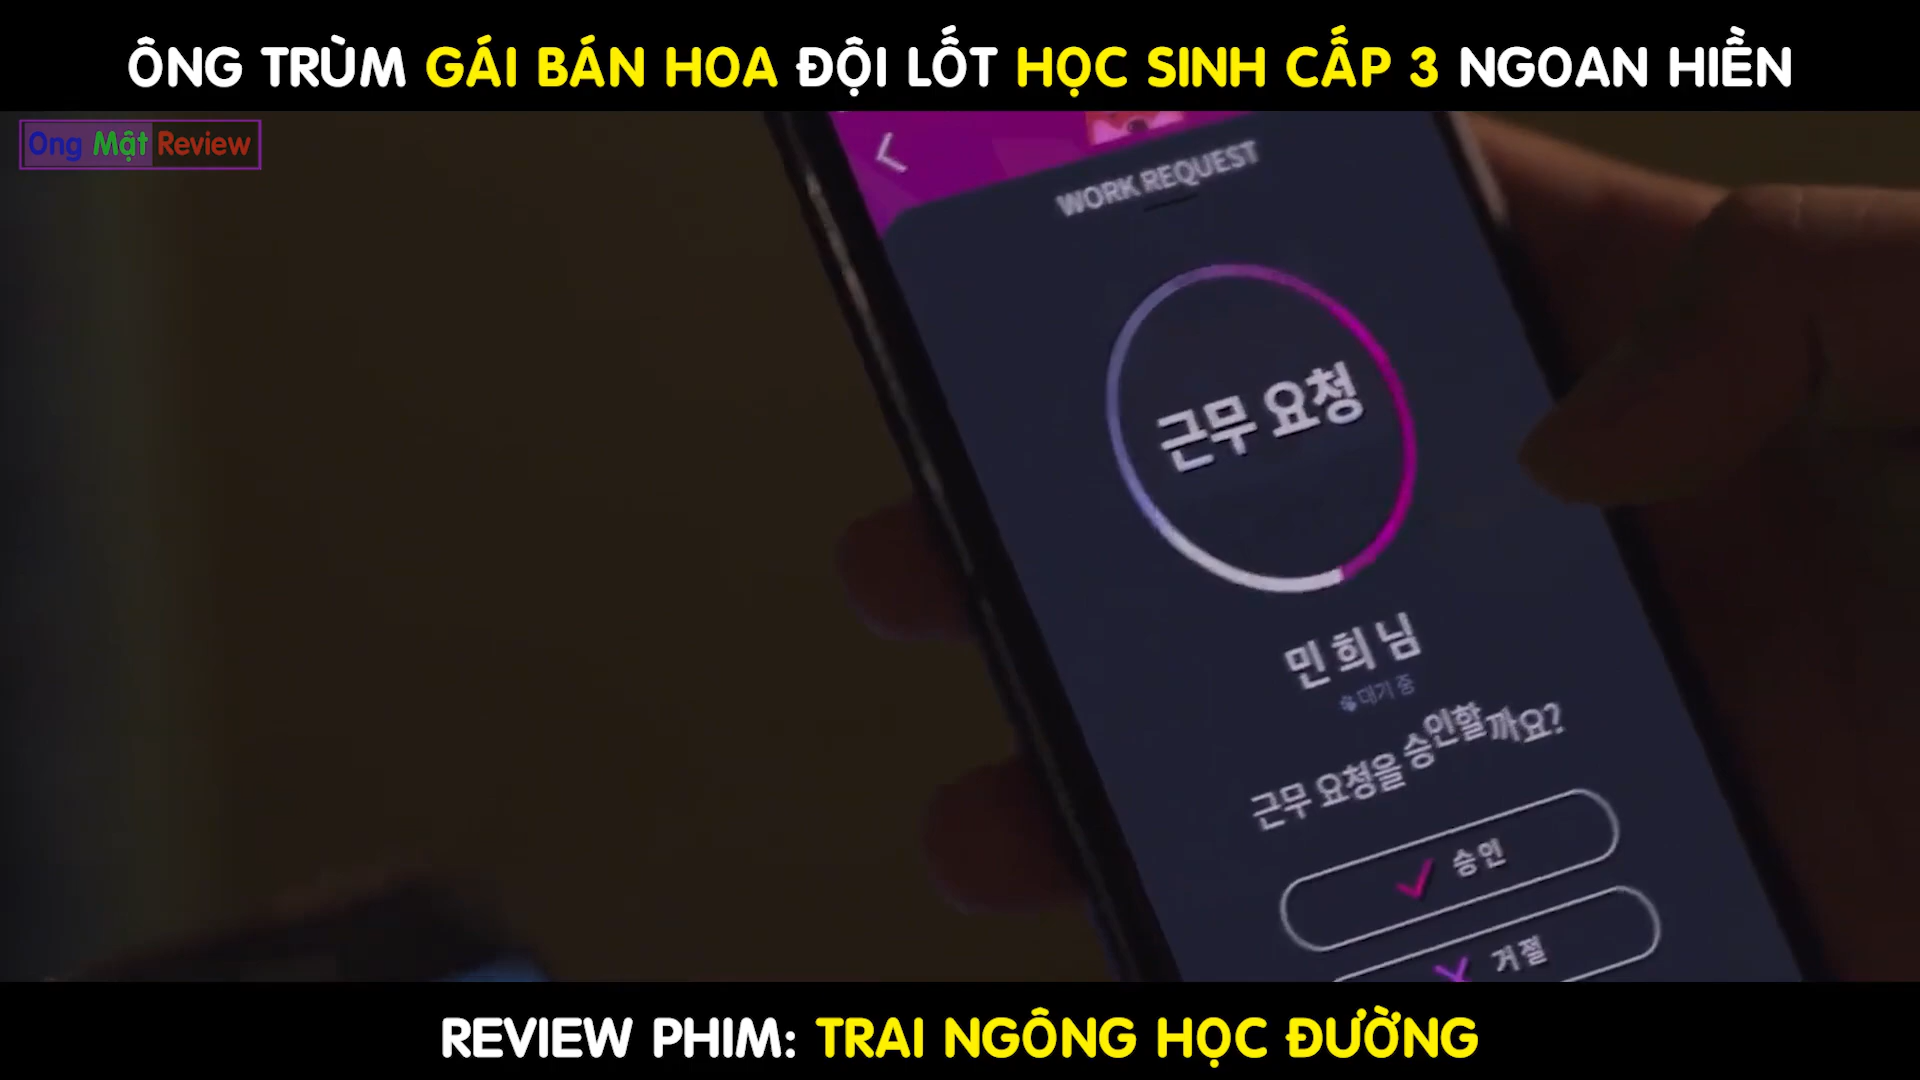 ÔNG TRÙM GÁI BÁN HOA ĐỘI LỐT HỌC SINH CẤP 3 NGOAN HIỀN
Ong Mật Review
WORK REQUEST
근무 요청
민희 님
대기 중
근무 요청을 승인할까요?
승인
거절
REVIEW PHIM: TRAI NGÔNG HỌC ĐƯỜNG